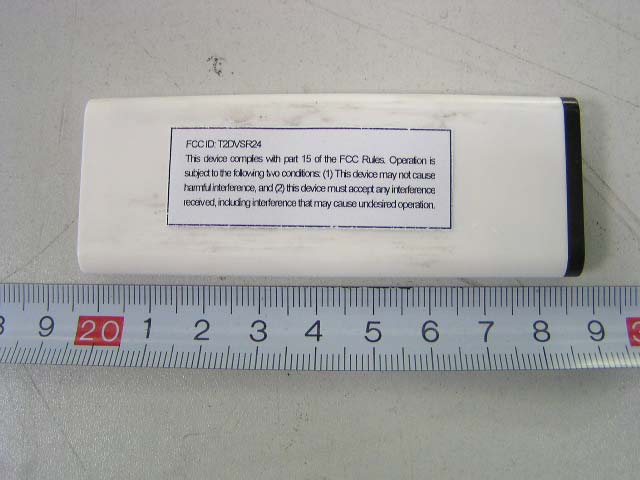 FCC ID: T2DVSR24
This device complies with part 15 of the FCC Rules. Operation is
subject to the following two conditions: (1) This device may not cause
harmful interference, and (2) this device must accept any interference
received, including interference that may cause undesired operation.
9 20 1 2 3 4 5 6 7 8 9